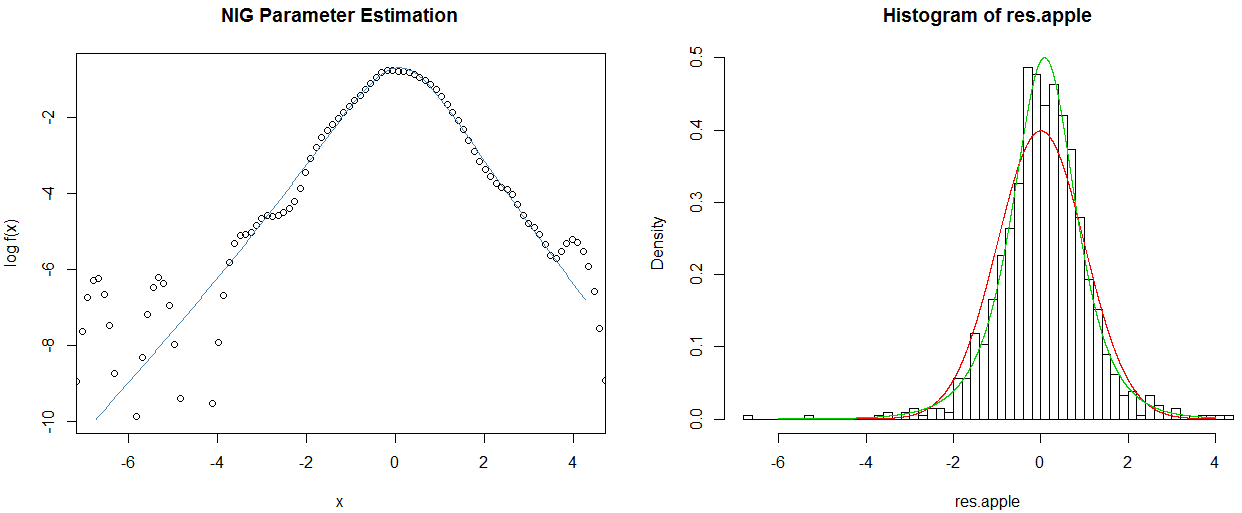 NIG Parameter Estimation
log f(x)
-2
-4
-6
-8
-10
-6 -4 -2 0 2 4
x
Histogram of res.apple
Density
0.5
0.4
0.3
0.2
0.1
0.0
-6 -4 -2 0 2 4
res.apple